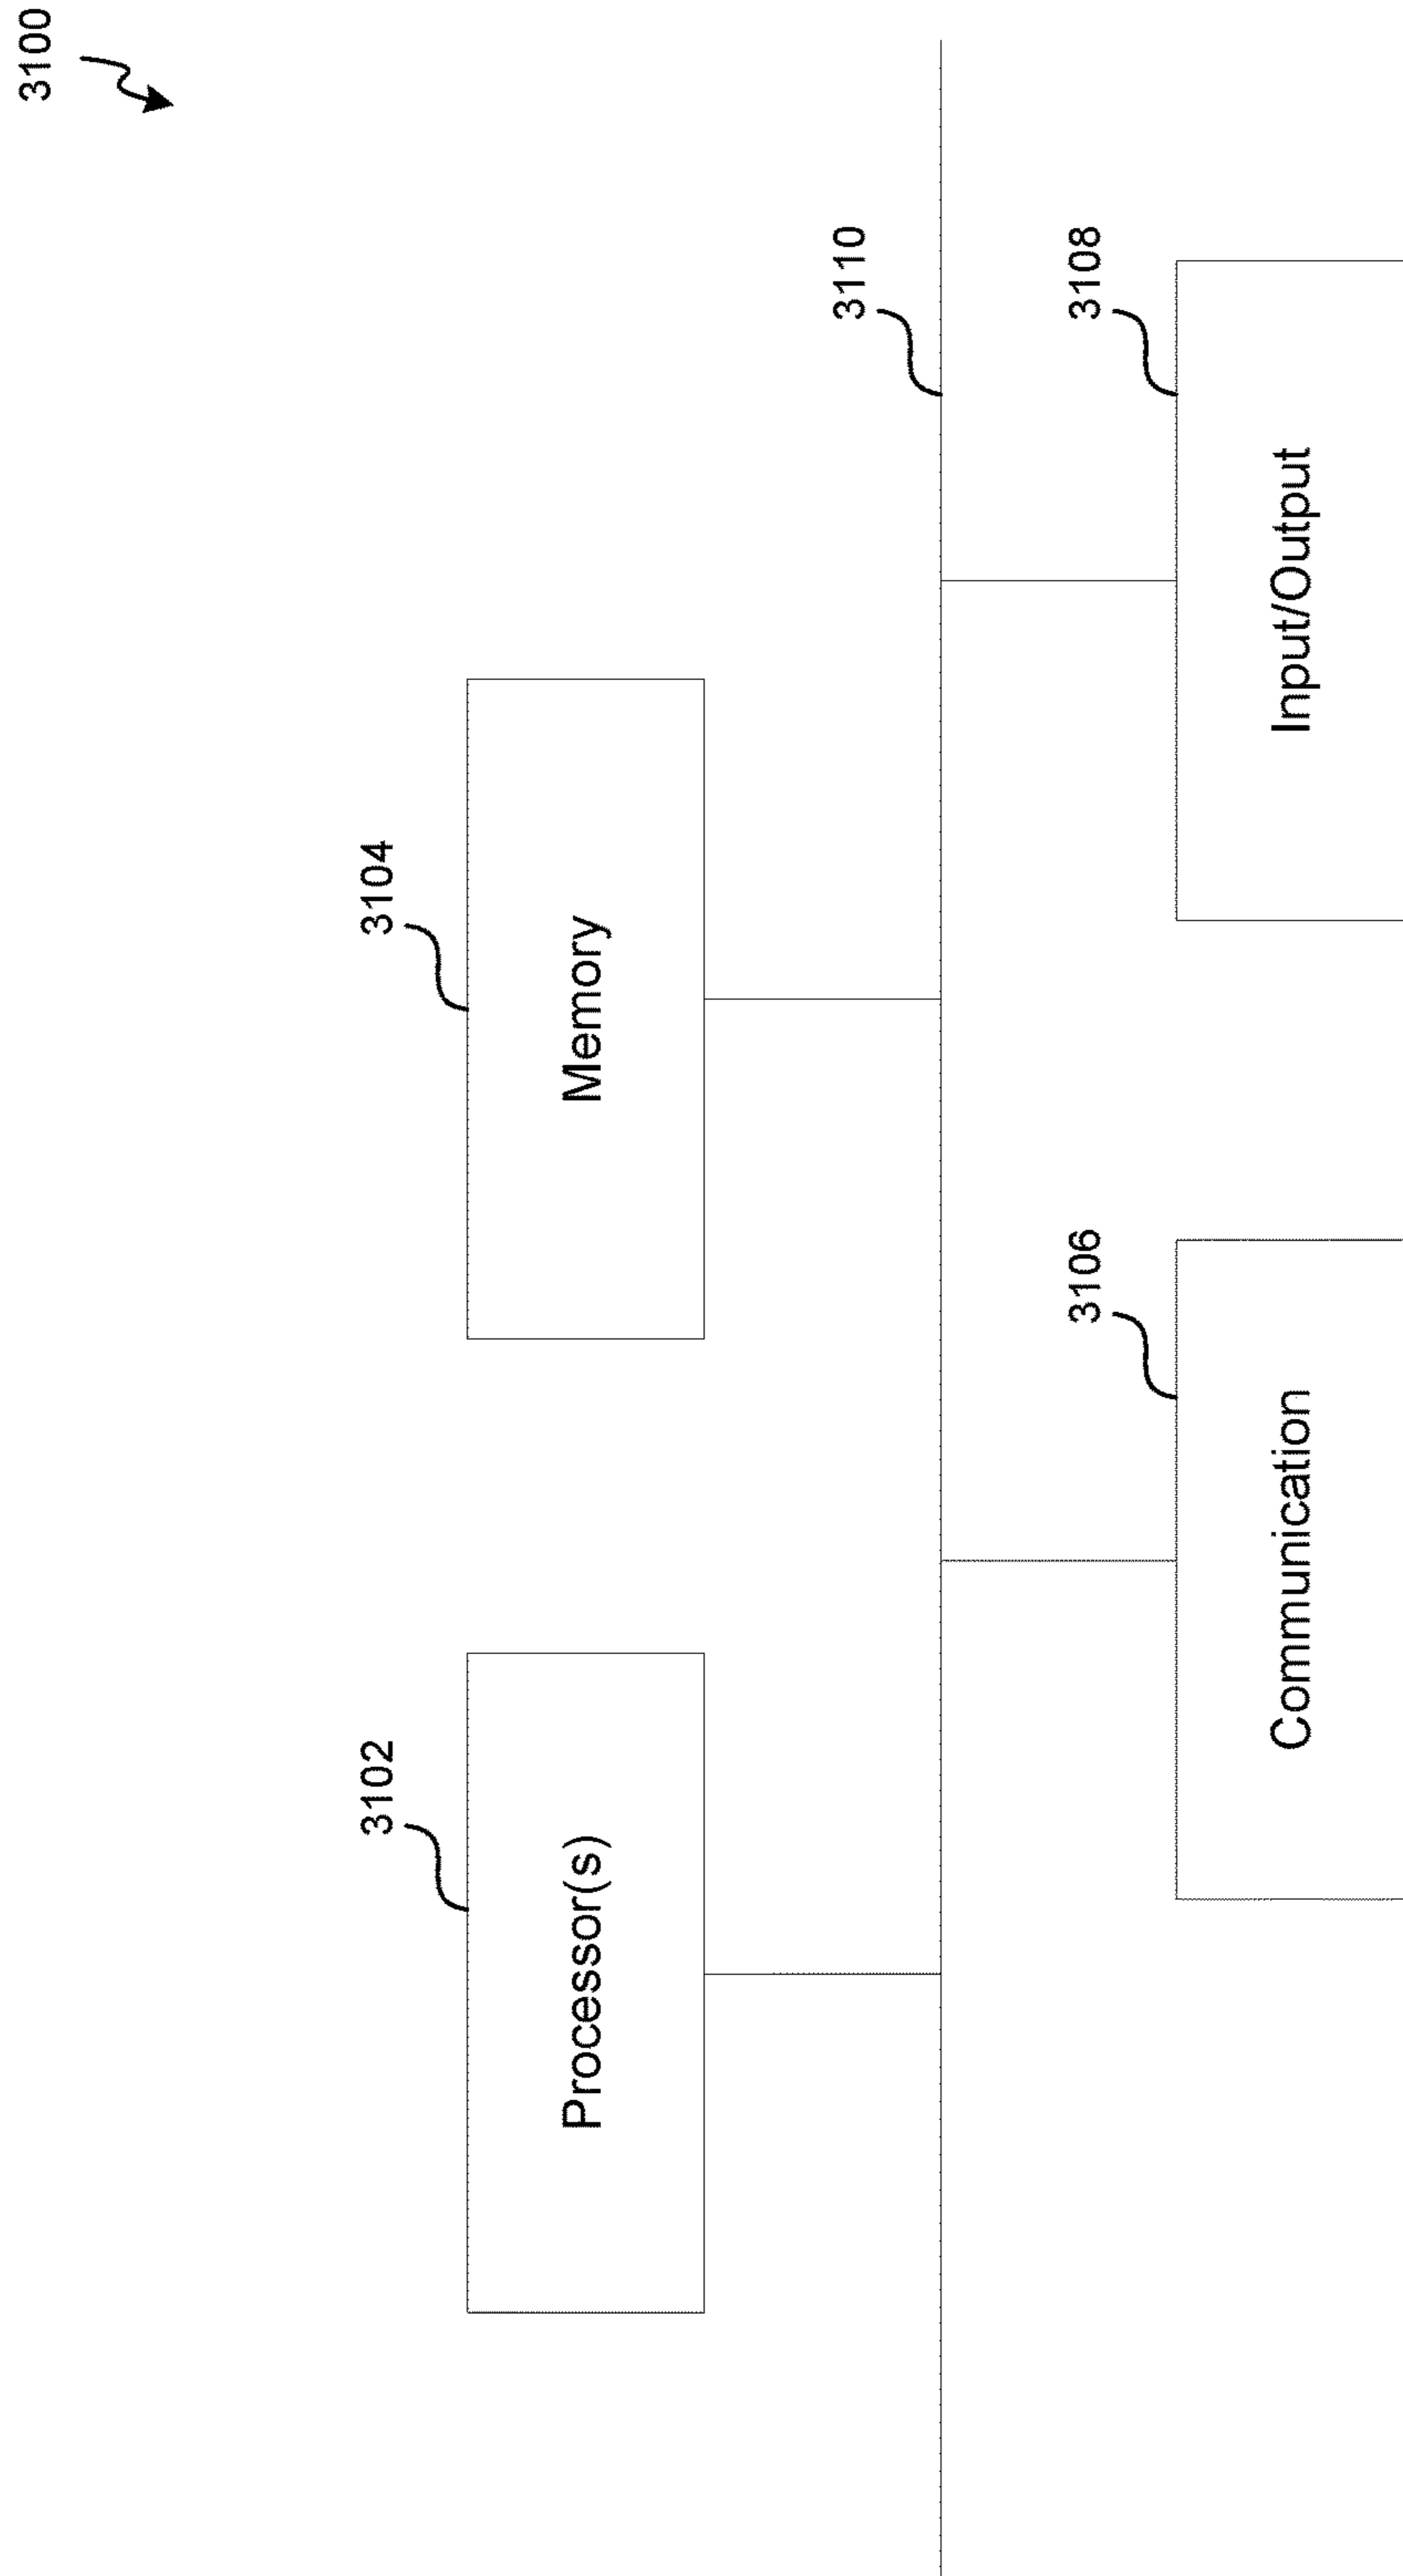 3100
3102
3104
Processor(s)
Memory
3110
3106
3108
Communication
Input/Output